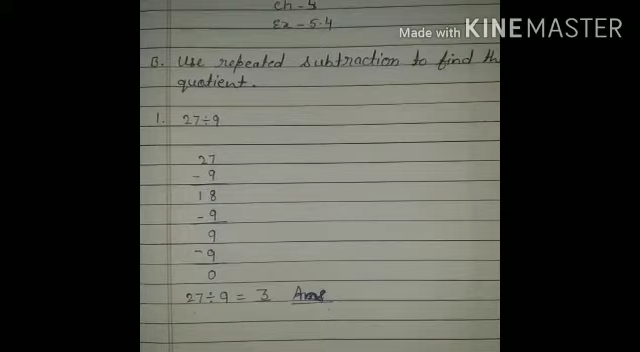 Ch - 5
Ex - 5.4
Made with KINEMASTER
B. Use repeated subtraction to find th
quotient.
1. 27÷9
27
- 9
18
- 9
9
- 9
0
27÷9 = 3 Ans